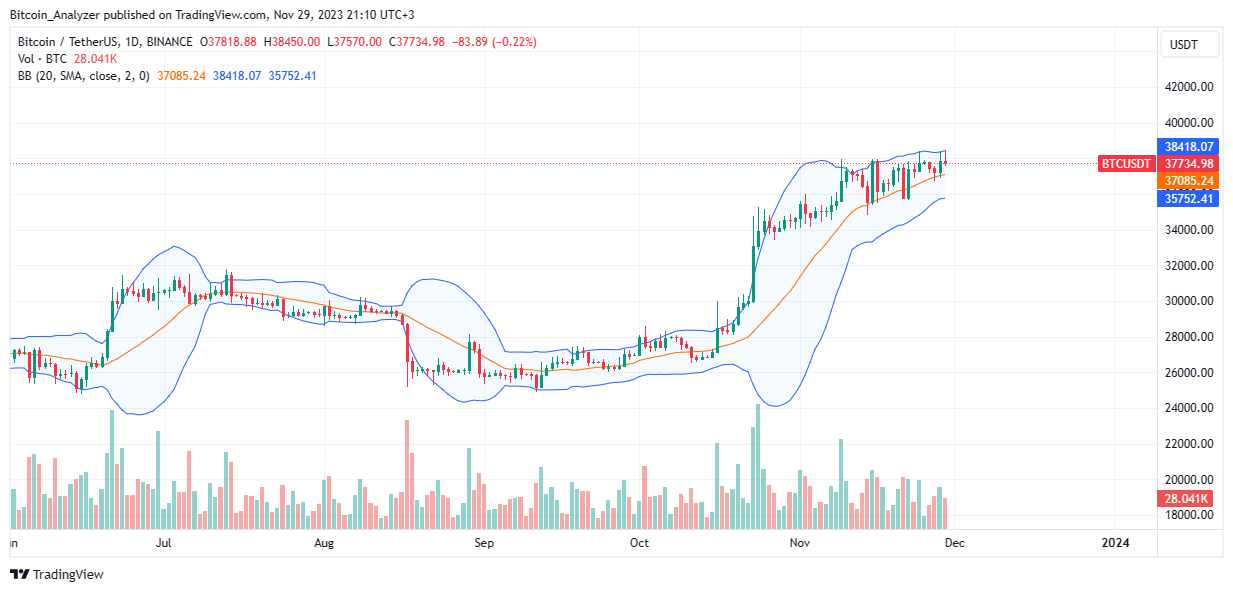 Bitcoin_Analyzer published on TradingView.com, Nov 29, 2023 21:10 UTC+3
Bitcoin / TetherUS, 1D, BINANCE O37818.88 H38450.00 L37570.00 C37734.98 −83.89 (−0.22%)
Vol · BTC 28.041K
BB (20, SMA, close, 2, 0) 37085.24 38418.07 35752.41
USDT
42000.00
40000.00
38418.07
BTCUSDT 37734.98
37085.24
35752.41
34000.00
32000.00
30000.00
28000.00
26000.00
24000.00
22000.00
20000.00
28.041K
18000.00
Jul Aug Sep Oct Nov Dec 2024
TradingView